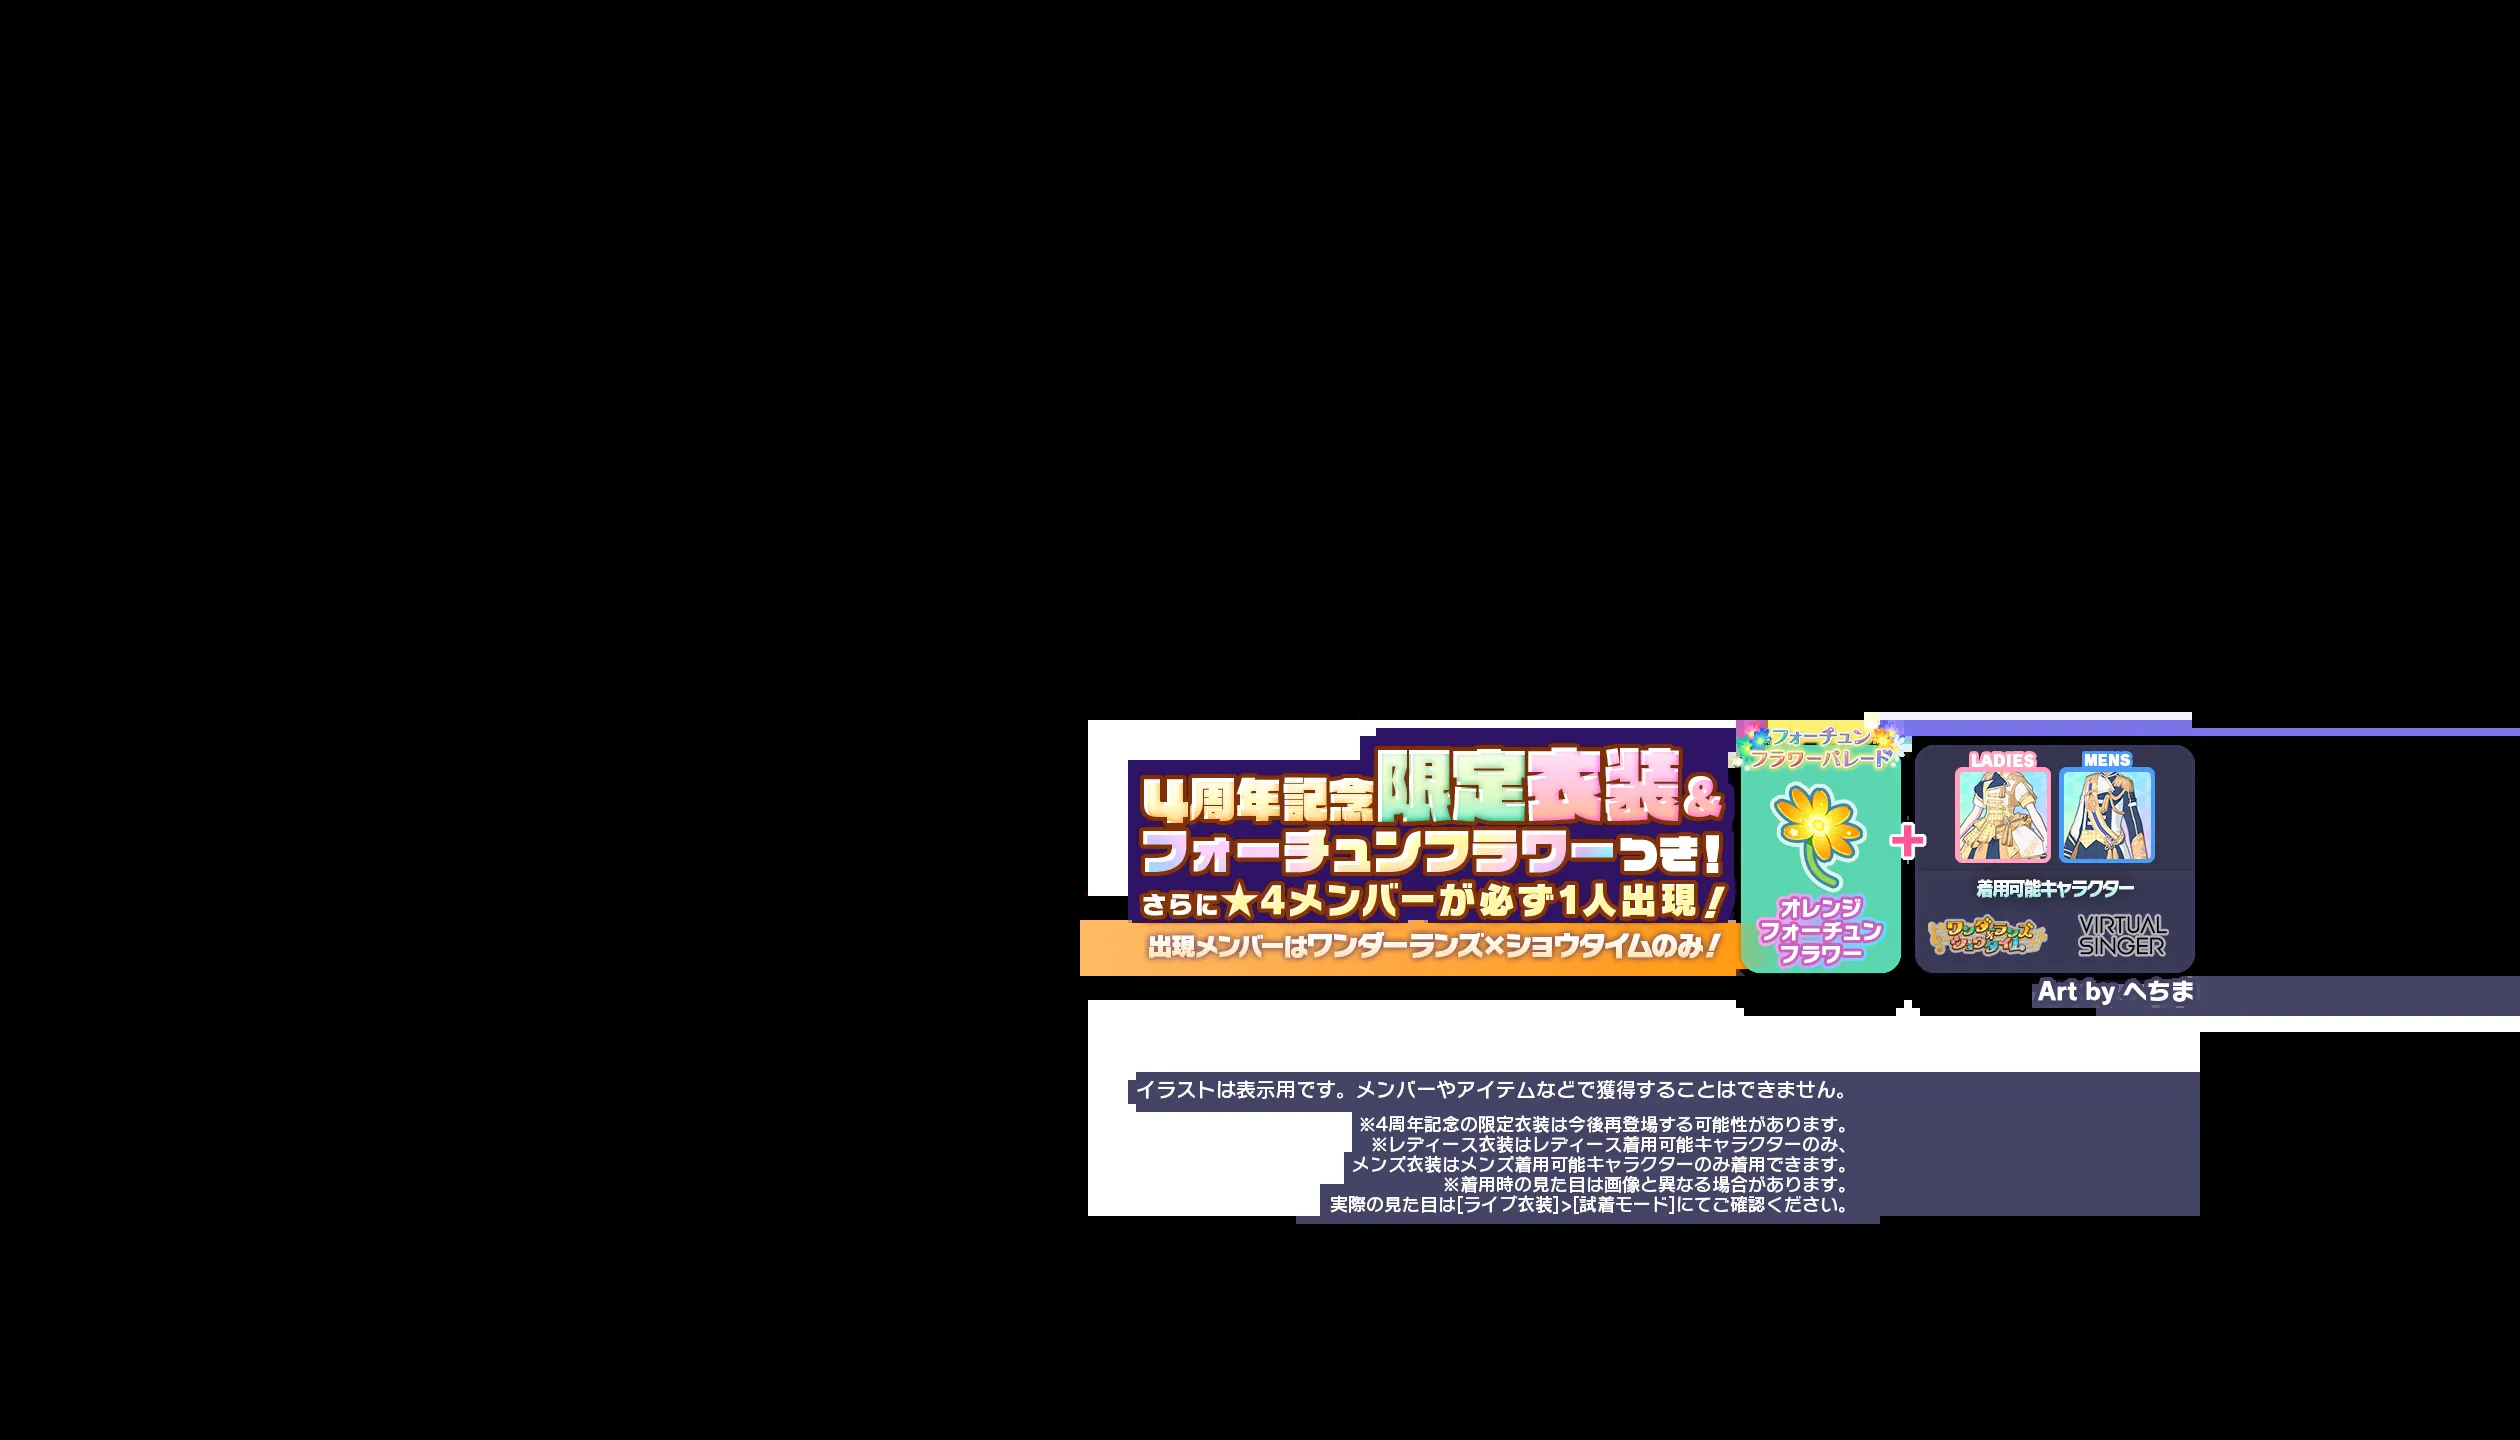 4周年記念限定衣装&
フォーチュンフラワーつき!
さらに★4メンバーが必ず1人出現!
出現メンバーはワンダーランズ×ショウタイムのみ!
フォーチュン
フラワーパレード
オレンジ
フォーチュン
フラワー
+
LADIES MENS
着用可能キャラクター
ワンダーランズ×ショウタイム
VIRTUAL SINGER
Art by へちま
イラストは表示用です。メンバーやアイテムなどで獲得することはできません。
※4周年記念の限定衣装は今後再登場する可能性があります。
※レディース衣装はレディース着用可能キャラクターのみ、
メンズ衣装はメンズ着用可能キャラクターのみ着用できます。
※着用時の見た目は画像と異なる場合があります。
実際の見た目は[ライブ衣装]>[試着モード]にてご確認ください。